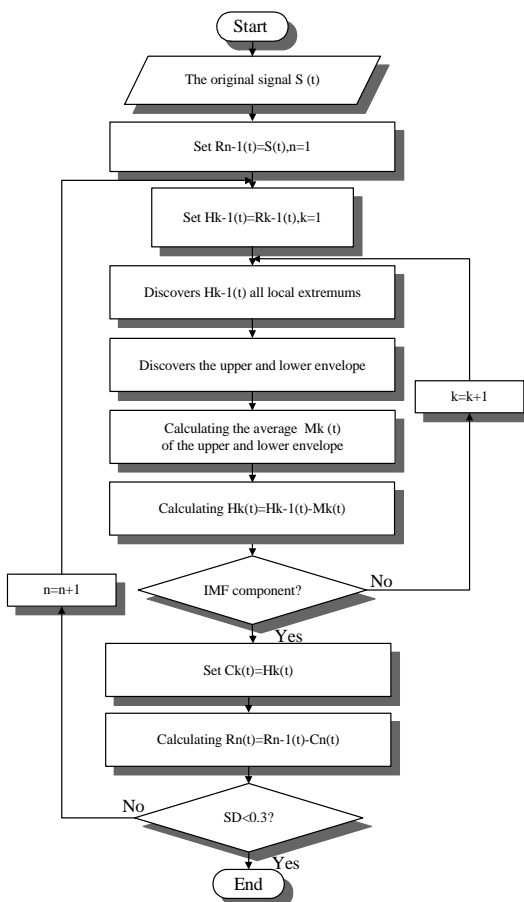 Start
The original signal S (t)
Set Rn-1(t)=S(t),n=1
Set Hk-1(t)=Rk-1(t),k=1
Discovers Hk-1(t) all local extremums
Discovers the upper and lower envelope
k=k+1
Calculating the average Mk (t)
of the upper and lower envelope
Calculating Hk(t)=Hk-1(t)-Mk(t)
n=n+1
IMF component?
No
Yes
Set Ck(t)=Hk(t)
Calculating Rn(t)=Rn-1(t)-Cn(t)
No
SD<0.3?
Yes
End